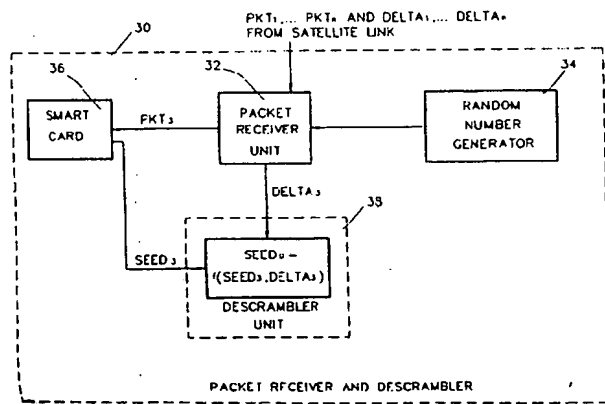 PKT₁,... PKTₙ AND DELTA₁,... DELTAₙ
FROM SATELLITE LINK
30
36
32
34
SMART
CARD
PKT₃
PACKET
RECEIVER
UNIT
RANDOM
NUMBER
GENERATOR
DELTA₃
38
SEED₃
SEED₀ =
f(SEED₃,DELTA₃)
DESCRAMBLER
UNIT
PACKET RECEIVER AND DESCRAMBLER